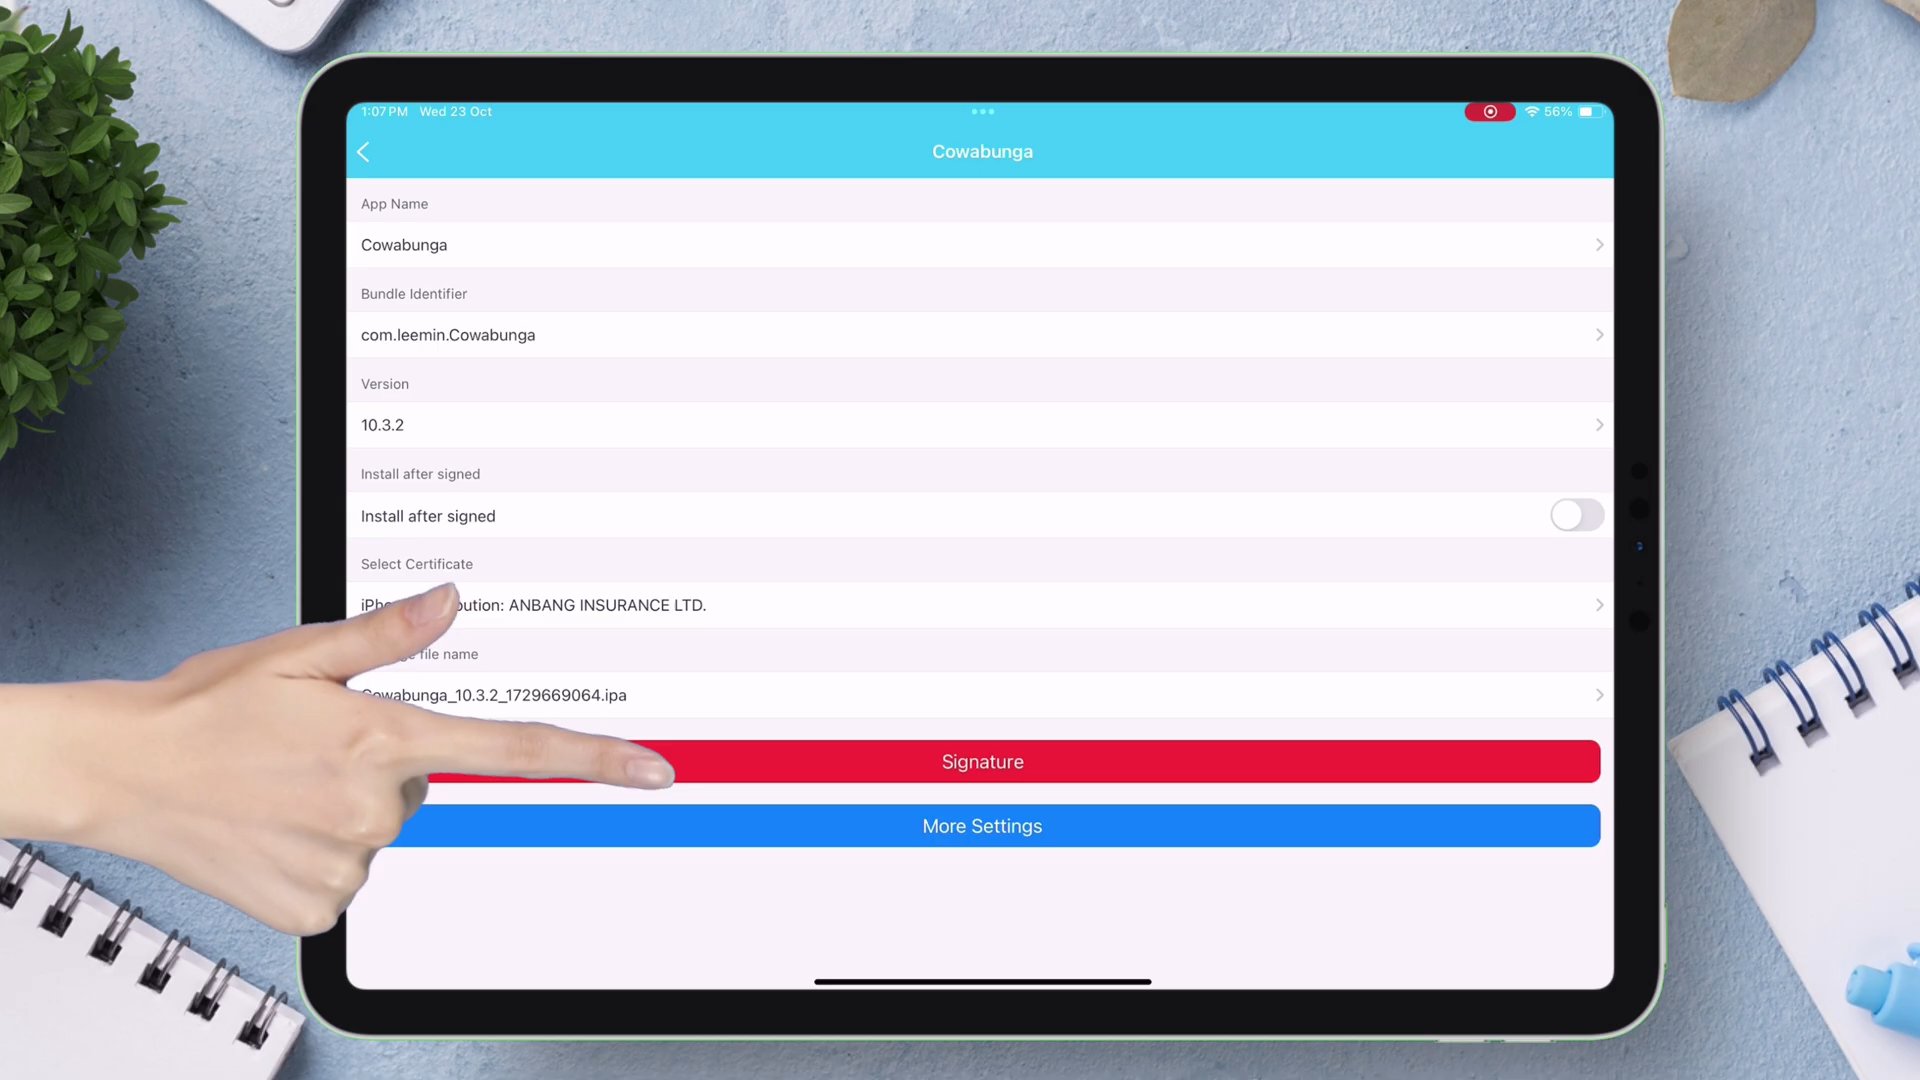 1:07 PM Wed 23 Oct
56%
Cowabunga
App Name
Cowabunga
Bundle Identifier
com.leemin.Cowabunga
Version
10.3.2
Install after signed
Install after signed
Select Certificate
ANBANG INSURANCE LTD.
file name
Cowabunga_10.3.2_1729669064.ipa
Signature
More Settings